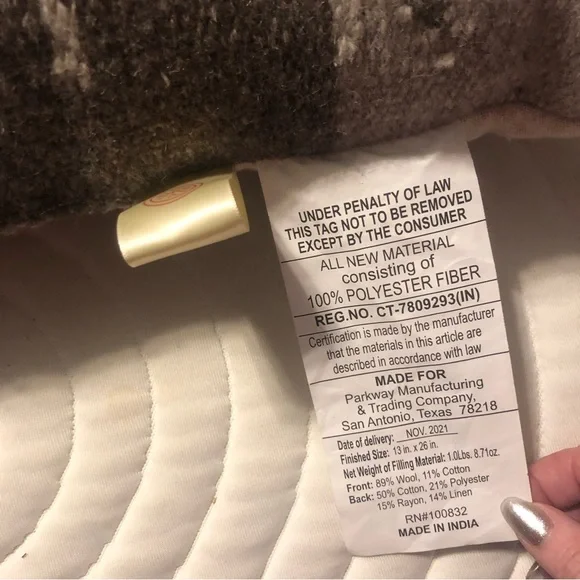 UNDER PENALTY OF LAW
THIS TAG NOT TO BE REMOVED
EXCEPT BY THE CONSUMER
ALL NEW MATERIAL
consisting of
100% POLYESTER FIBER
REG.NO. CT-7809293(IN)
Certification is made by the manufacturer
that the materials in this article are
described in accordance with law
MADE FOR
Parkway Manufacturing
& Trading Company,
San Antonio, Texas 78218
Date of delivery: NOV. 2021
Finished Size: 13 in. x 26 in.
Net Weight of Filling Material: 1.0Lbs. 8.71oz.
Front: 89% Wool, 11% Cotton
Back: 50% Cotton, 21% Polyester
15% Rayon, 14% Linen
RN#100832
MADE IN INDIA